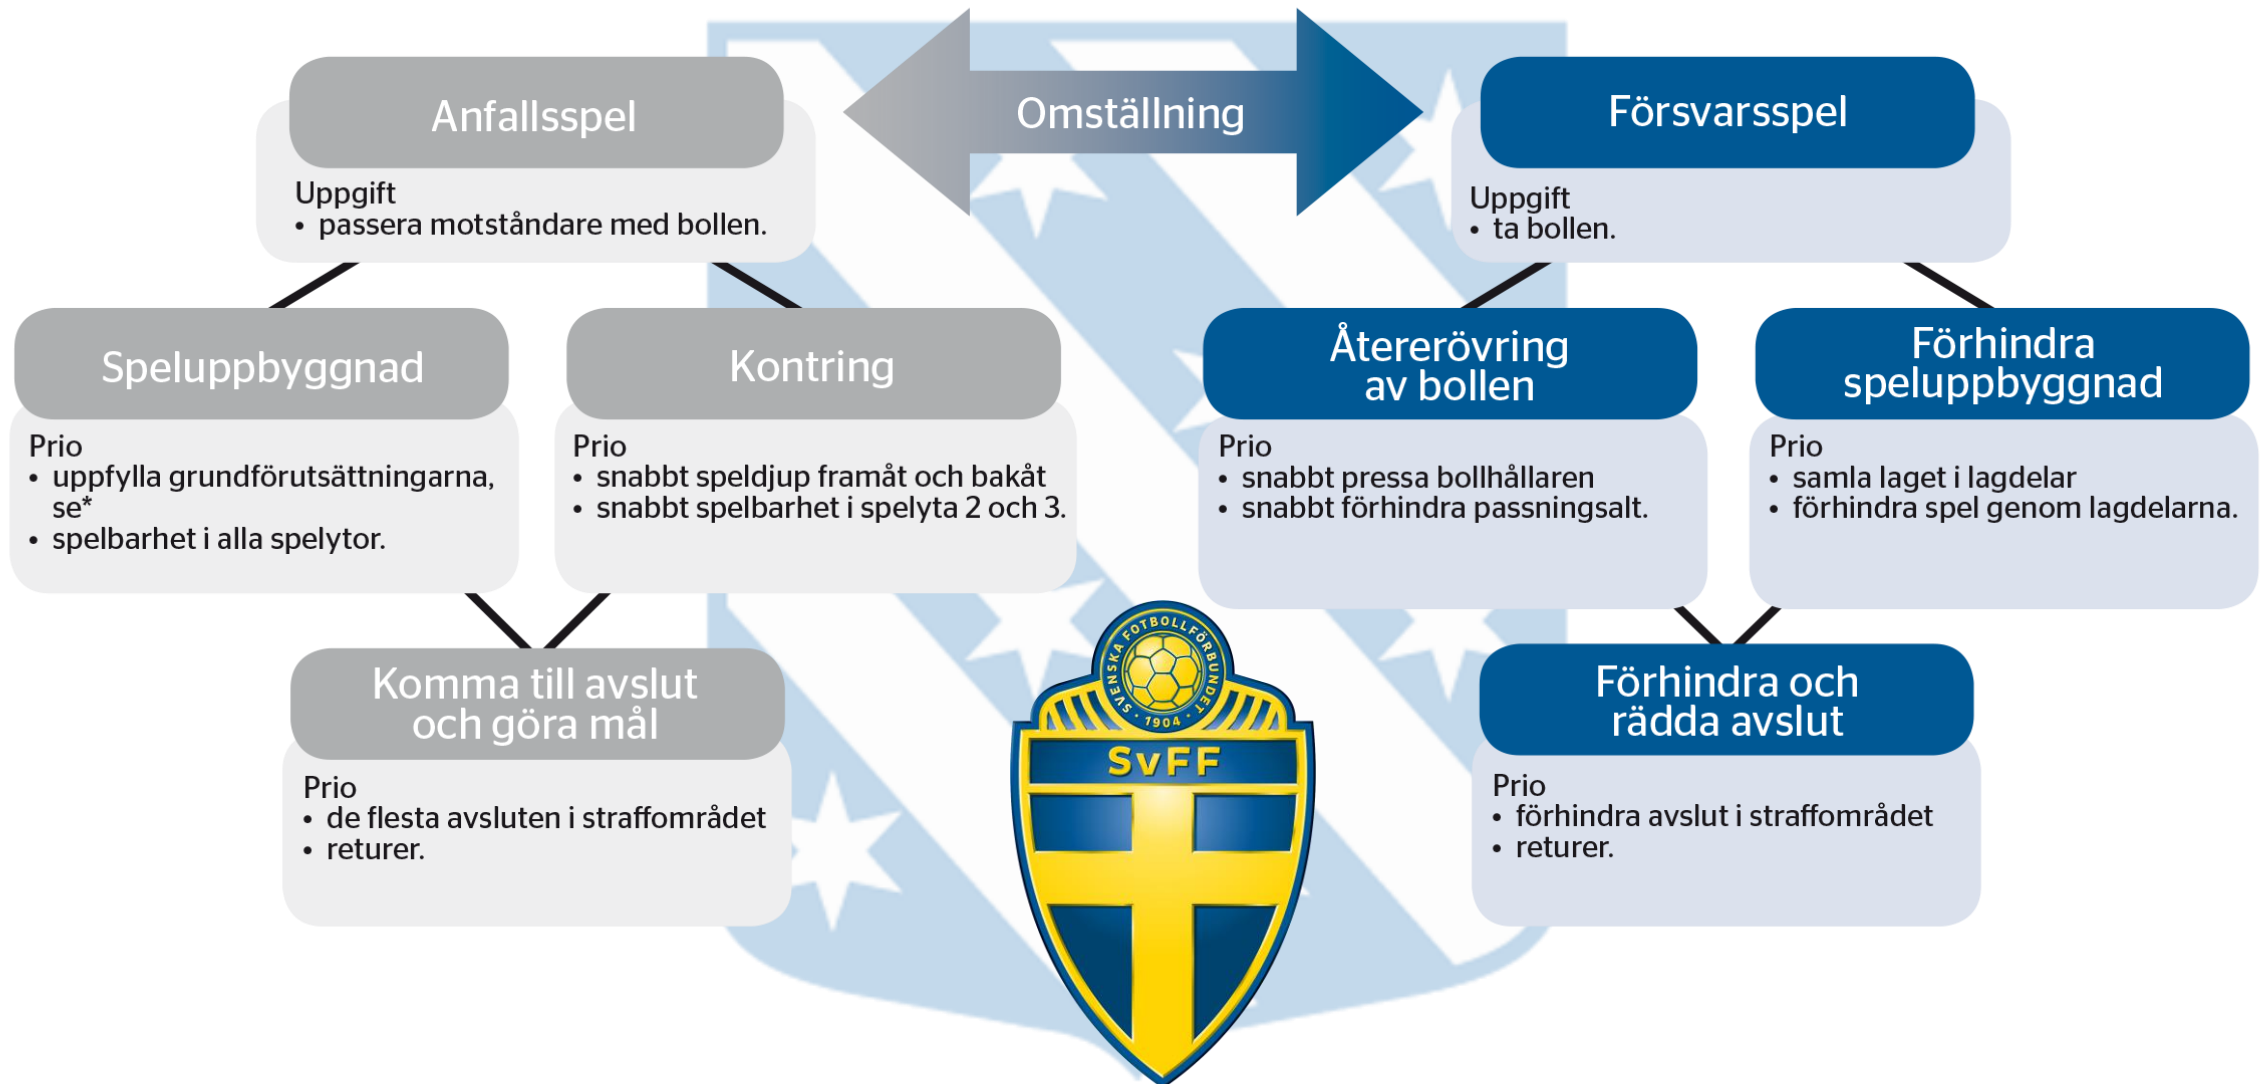 Anfallsspel
Uppgift
• passera motståndare med bollen.
Omställning
Försvarsspel
Uppgift
• ta bollen.
Speluppbyggnad
Prio
• uppfylla grundförutsättningarna,
se*
• spelbarhet i alla spelytor.
Kontring
Prio
• snabbt speldjup framåt och bakåt
• snabbt spelbarhet i spelyta 2 och 3.
Återerövring
av bollen
Prio
• snabbt pressa bollhållaren
• snabbt förhindra passningsalt.
Förhindra
speluppbyggnad
Prio
• samla laget i lagdelar
• förhindra spel genom lagdelarna.
Komma till avslut
och göra mål
Prio
• de flesta avsluten i straffområdet
• returer.
SVENSKA FOTBOLLFÖRBUNDET
· 1904 ·
SvFF
Förhindra och
rädda avslut
Prio
• förhindra avslut i straffområdet
• returer.